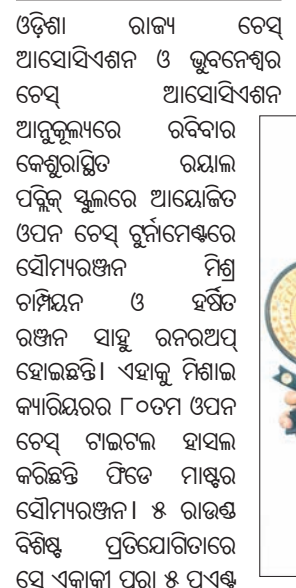 ଓଡ଼ିଶା ରାଜ୍ୟ ଚେସ୍
ଆସୋସିଏଶନ ଓ ଭୁବନେଶ୍ୱର
ଚେସ୍ ଆସୋସିଏଶନ
ଆନୁକୂଲ୍ୟରେ ରବିବାର
କେଶୁରାସ୍ଥିତ ରୟାଲ
ପବ୍ଲିକ୍ ସ୍କୁଲରେ ଆୟୋଜିତ
ଓପନ ଚେସ୍ ଟୁର୍ନାମେଣ୍ଟରେ
ସୌମ୍ୟରଞ୍ଜନ ମିଶ୍ର
ଚାମ୍ପିୟନ ଓ ହର୍ଷିତ
ରଞ୍ଜନ ସାହୁ ରନରଅପ୍
ହୋଇଛନ୍ତି। ଏହାକୁ ମିଶାଇ
କ୍ୟାରିୟରର ୮୦ତମ ଓପନ
ଚେସ୍ ଟାଇଟଲ ହାସଲ
କରିଛନ୍ତି ଫିଡେ ମାଷ୍ଟର
ସୌମ୍ୟରଞ୍ଜନ। ୫ ରାଉଣ୍ଡ
ବିଶିଷ୍ଟ ପ୍ରତିଯୋଗିତାରେ
ସେ ଏକାକୀ ପୁରା ୫ ପଏଣ୍ଟ